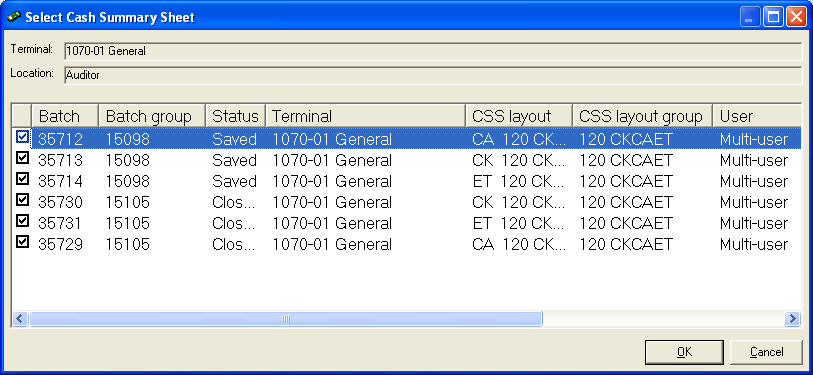 Select Cash Summary Sheet
Terminal: 1070-01 General
Location: Auditor
Batch Batch group Status Terminal CSS layout CSS layout group User
35712 15098 Saved 1070-01 General CA 120 CK... 120 CKCAET Multi-user
35713 15098 Saved 1070-01 General CK 120 CK... 120 CKCAET Multi-user
35714 15098 Saved 1070-01 General ET 120 CK... 120 CKCAET Multi-user
35730 15105 Clos... 1070-01 General CK 120 CK... 120 CKCAET Multi-user
35731 15105 Clos... 1070-01 General ET 120 CK... 120 CKCAET Multi-user
35729 15105 Clos... 1070-01 General CA 120 CK... 120 CKCAET Multi-user
OK Cancel